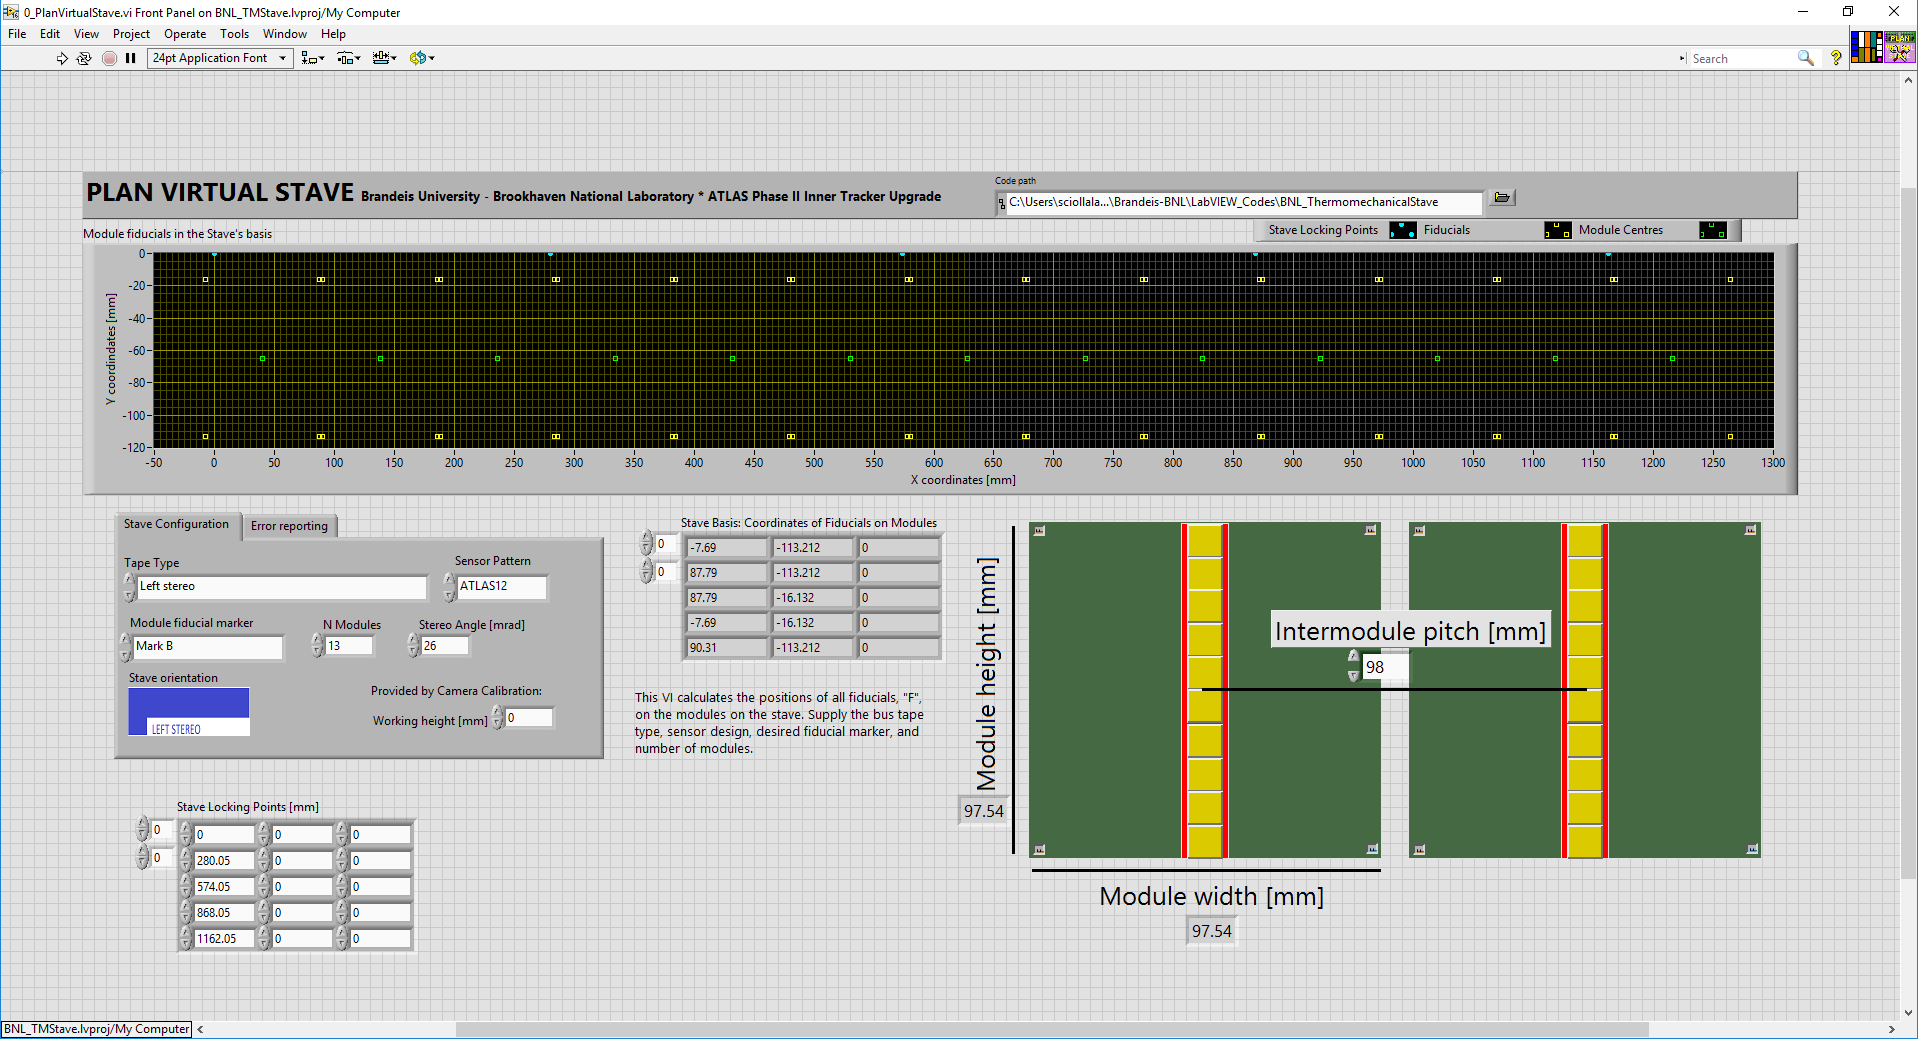 0_PlanVirtualStave.vi Front Panel on BNL_TMStave.lvproj/My Computer
File Edit View Project Operate Tools Window Help
24pt Application Font
Search
PLAN
PLAN VIRTUAL STAVE Brandeis University - Brookhaven National Laboratory * ATLAS Phase II Inner Tracker Upgrade
Code path
C:\Users\sciollala...\Brandeis-BNL\LabVIEW_Codes\BNL_ThermomechanicalStave
Module fiducials in the Stave's basis
Stave Locking Points Fiducials Module Centres
Y coordindates [mm]
0
-20
-40
-60
-80
-100
-120
-50 0 50 100 150 200 250 300 350 400 450 500 550 600 650 700 750 800 850 900 950 1000 1050 1100 1150 1200 1250 1300
X coordinates [mm]
Stave Configuration Error reporting
Tape Type
Left stereo
Sensor Pattern
ATLAS12
Module fiducial marker
Mark B
N Modules
13
Stereo Angle [mrad]
26
Stave orientation
LEFT STEREO
Provided by Camera Calibration:
Working height [mm] 0
Stave Locking Points [mm]
0
0
0 0 0
280.05 0 0
574.05 0 0
868.05 0 0
1162.05 0 0
Stave Basis: Coordinates of Fiducials on Modules
0
0
-7.69 -113.212 0
87.79 -113.212 0
87.79 -16.132 0
-7.69 -16.132 0
90.31 -113.212 0
This VI calculates the positions of all fiducials, "F",
on the modules on the stave. Supply the bus tape
type, sensor design, desired fiducial marker, and
number of modules.
Module height [mm]
97.54
F F F F
Intermodule pitch [mm]
98
F F F F
Module width [mm]
97.54
BNL_TMStave.lvproj/My Computer